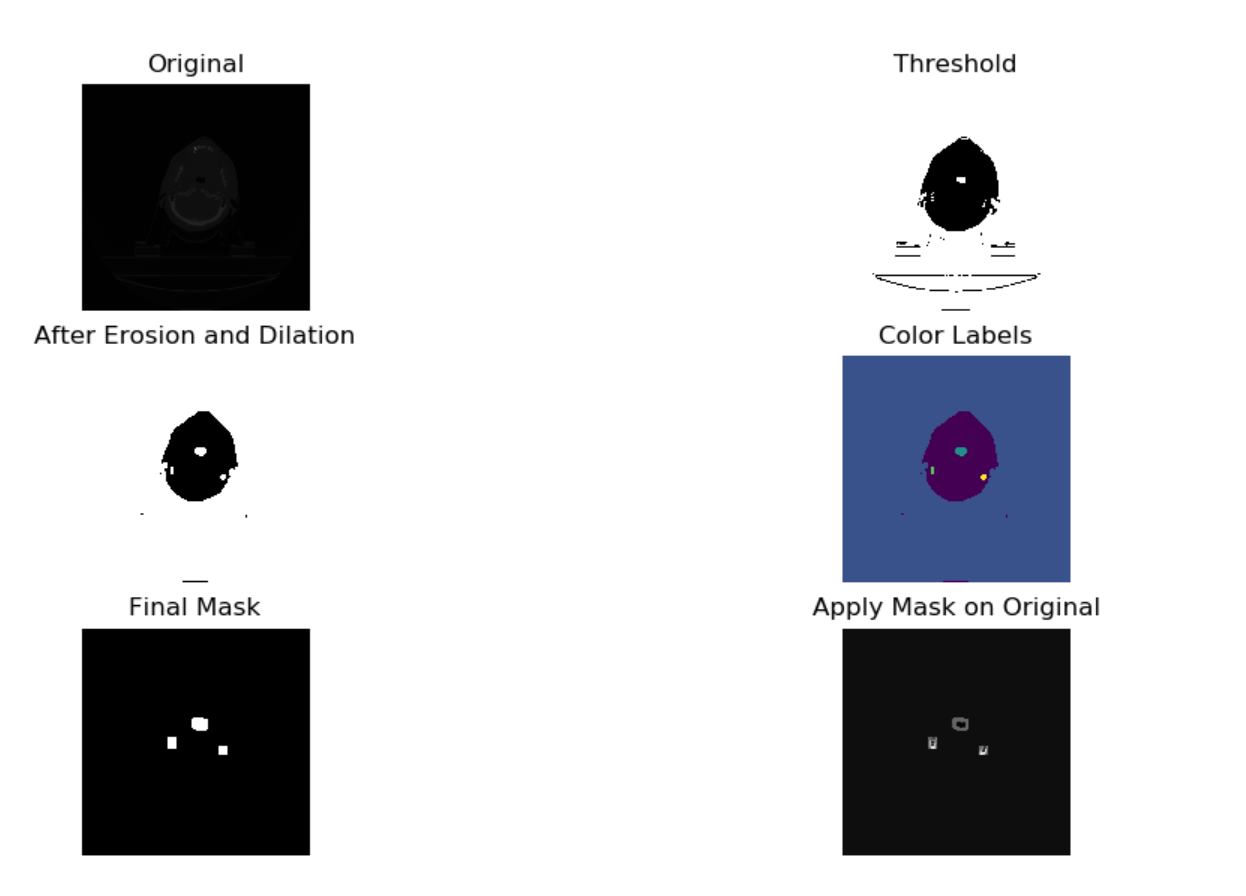 Original
Threshold
After Erosion and Dilation
Color Labels
Final Mask
Apply Mask on Original